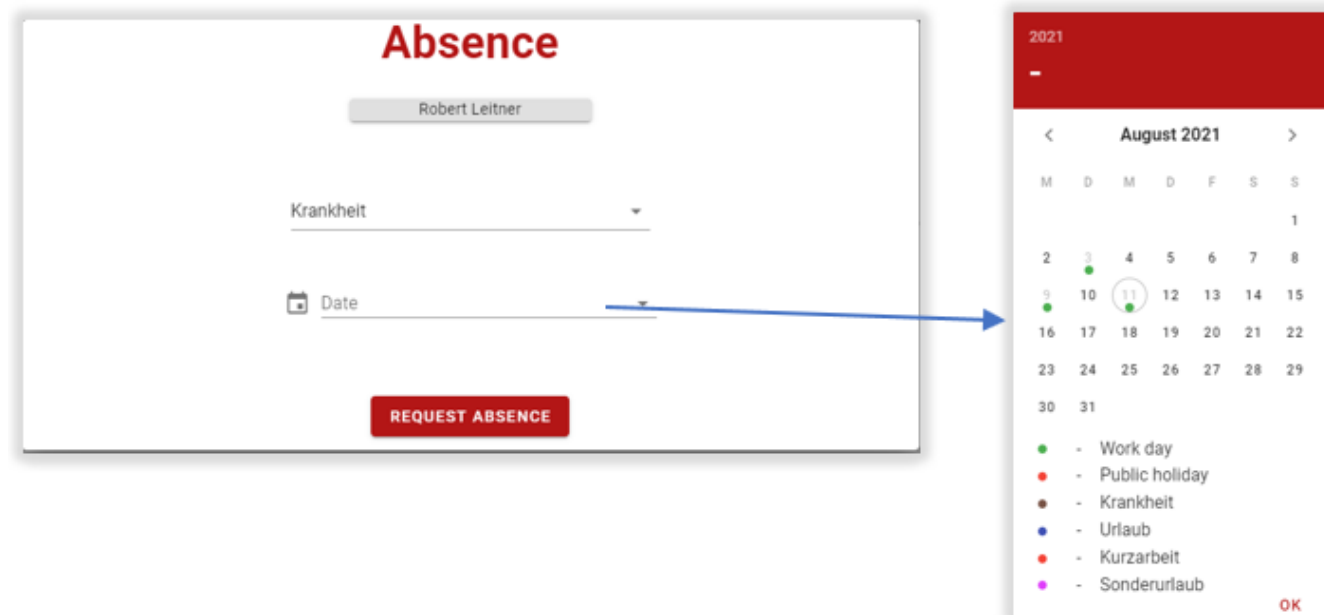 Absence
Robert Leitner
Krankheit
Date
REQUEST ABSENCE
2021
-
< August 2021 >
M D M D F S S
1
2 3 4 5 6 7 8
9 10 11 12 13 14 15
16 17 18 19 20 21 22
23 24 25 26 27 28 29
30 31
- Work day
- Public holiday
- Krankheit
- Urlaub
- Kurzarbeit
- Sonderurlaub
OK